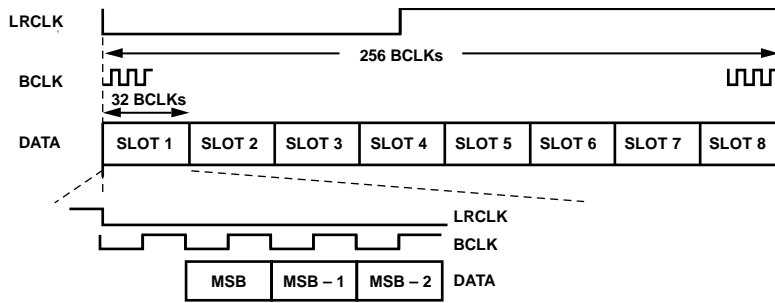 LRCLK
256 BCLKs
BCLK
32 BCLKs
DATA SLOT 1 SLOT 2 SLOT 3 SLOT 4 SLOT 5 SLOT 6 SLOT 7 SLOT 8
LRCLK
BCLK
MSB MSB – 1 MSB – 2 DATA